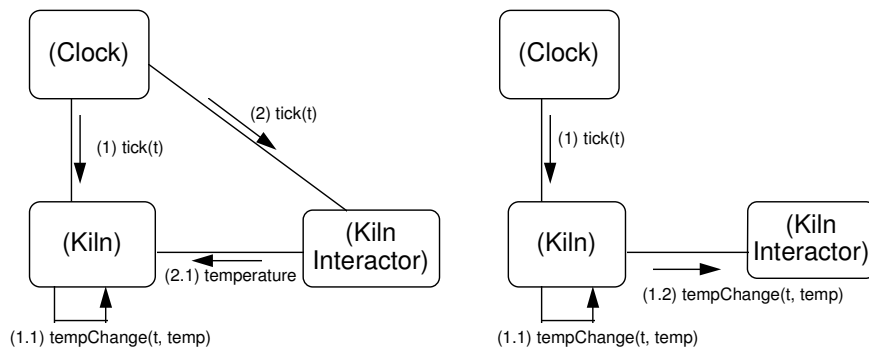 (Clock)
(2) tick(t)
(1) tick(t)
(Kiln)
(Kiln
Interactor)
(2.1) temperature
(1.1) tempChange(t, temp)
(Clock)
(1) tick(t)
(Kiln)
(Kiln
Interactor)
(1.2) tempChange(t, temp)
(1.1) tempChange(t, temp)